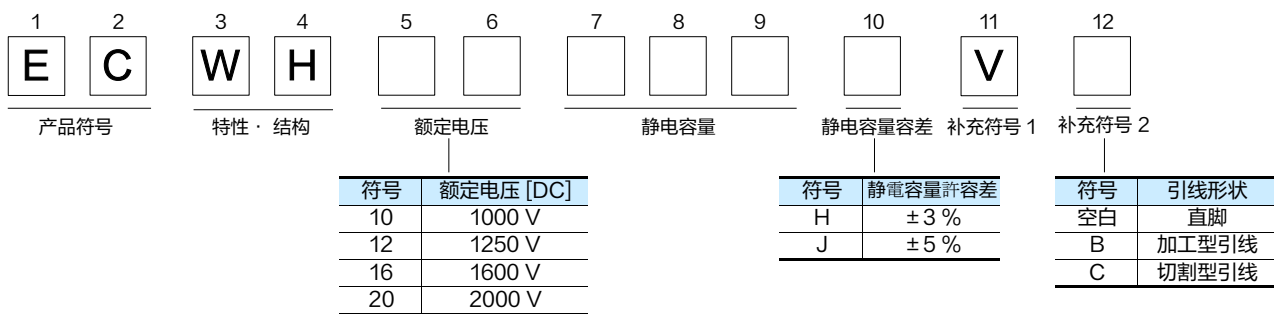 1 2 3 4 5 6 7 8 9 10 11 12
E C W H V
产品符号 特性· 结构 额定电压 静电容量 静电容量容差 补充符号 1 补充符号 2
符号 额定电压 [DC]
10 1000 V
12 1250 V
16 1600 V
20 2000 V
符号 静電容量許容差
H ±3 %
J ±5 %
符号 引线形状
空白 直脚
B 加工型引线
C 切割型引线